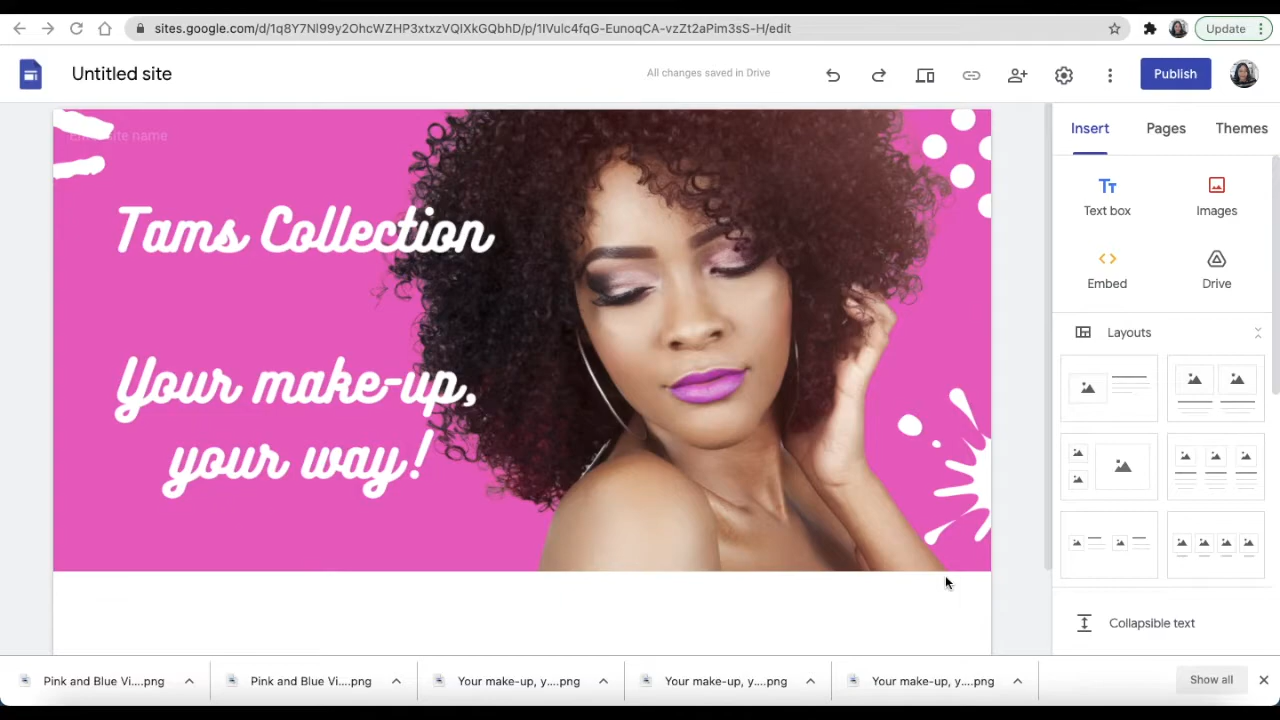 sites.google.com/d/1q8Y7Nl99y2OhcWZHP3xtxzVQIXkGQbhD/p/1IVulc4fqG-EunoqCA-vzZt2aPim3sS-H/edit
Update
Untitled site
All changes saved in Drive
Publish
Insert
Pages
Themes
Enter site name
Tams Collection
Your make-up,
your way!
Text box
Images
Embed
Drive
Layouts
Collapsible text
Pink and Blue Vi....png
Pink and Blue Vi....png
Your make-up, y....png
Your make-up, y....png
Your make-up, y....png
Show all